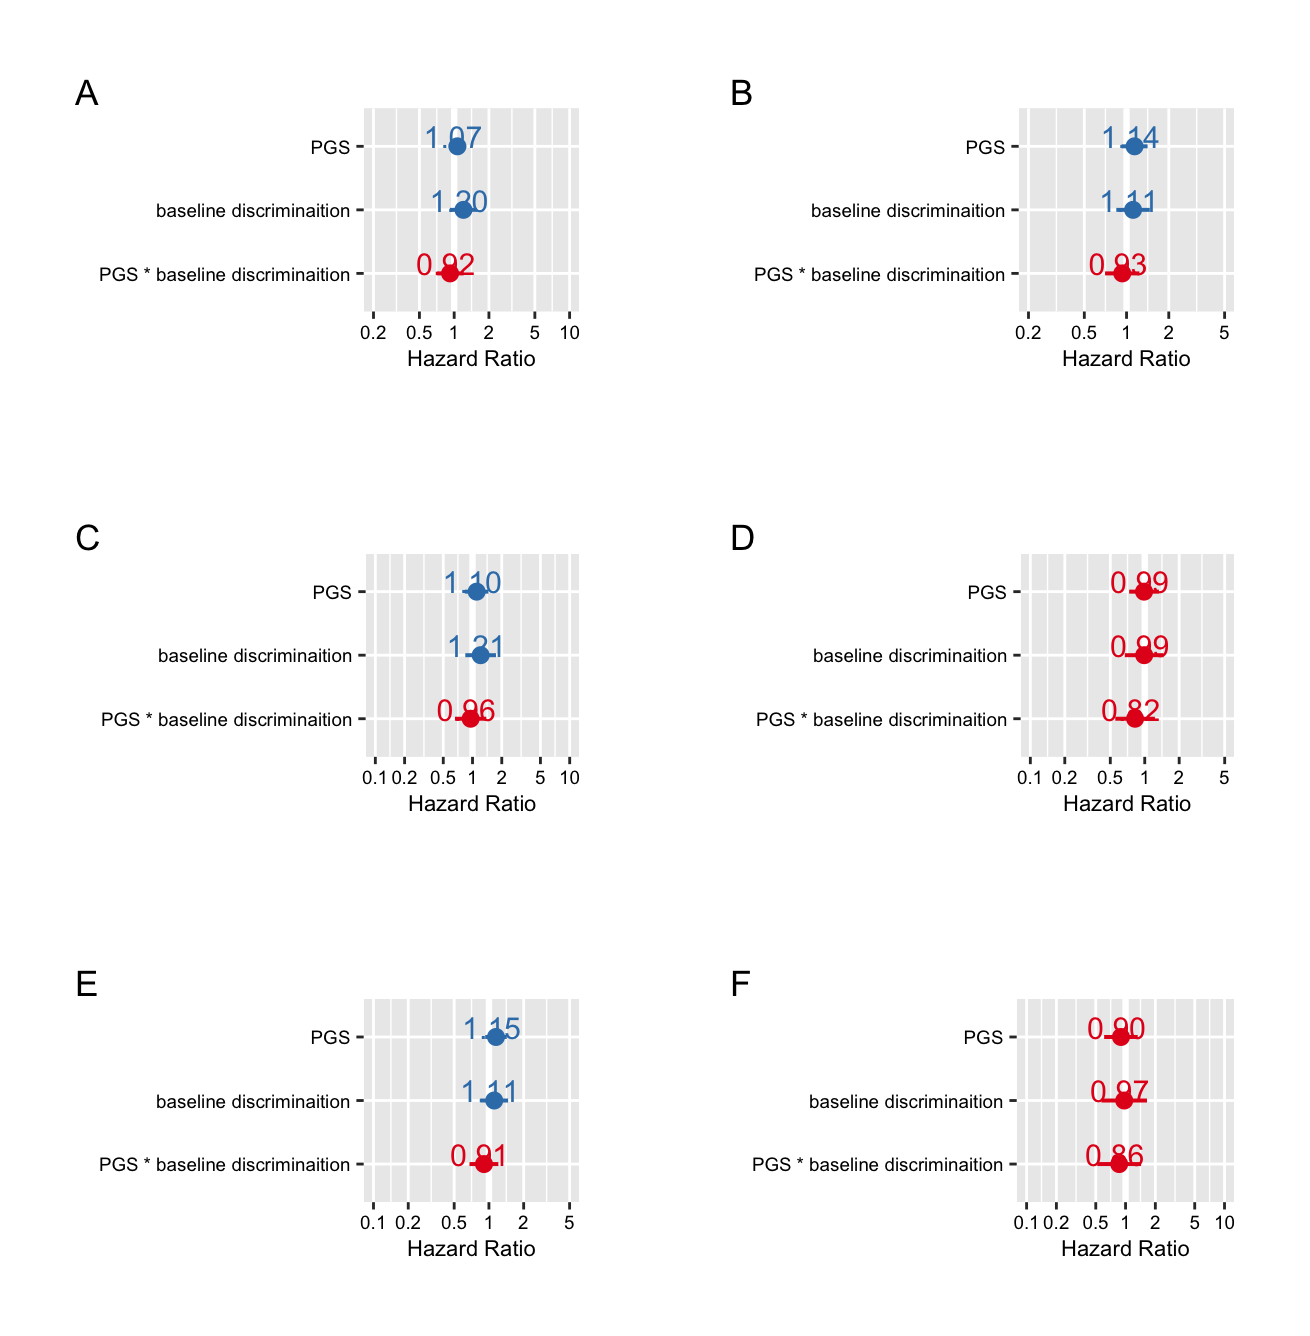 A
1.07
PGS
1.20
baseline discriminaition
0.92
PGS * baseline discriminaition
0.2 0.5 1 2 5 10
Hazard Ratio
B
1.14
PGS
1.11
baseline discriminaition
0.93
PGS * baseline discriminaition
0.2 0.5 1 2 5
Hazard Ratio
C
1.10
PGS
1.21
baseline discriminaition
0.96
PGS * baseline discriminaition
0.1 0.2 0.5 1 2 5 10
Hazard Ratio
D
0.99
PGS
0.99
baseline discriminaition
0.82
PGS * baseline discriminaition
0.1 0.2 0.5 1 2 5
Hazard Ratio
E
1.15
PGS
1.11
baseline discriminaition
0.91
PGS * baseline discriminaition
0.1 0.2 0.5 1 2 5
Hazard Ratio
F
0.90
PGS
0.97
baseline discriminaition
0.86
PGS * baseline discriminaition
0.1 0.2 0.5 1 2 5 10
Hazard Ratio